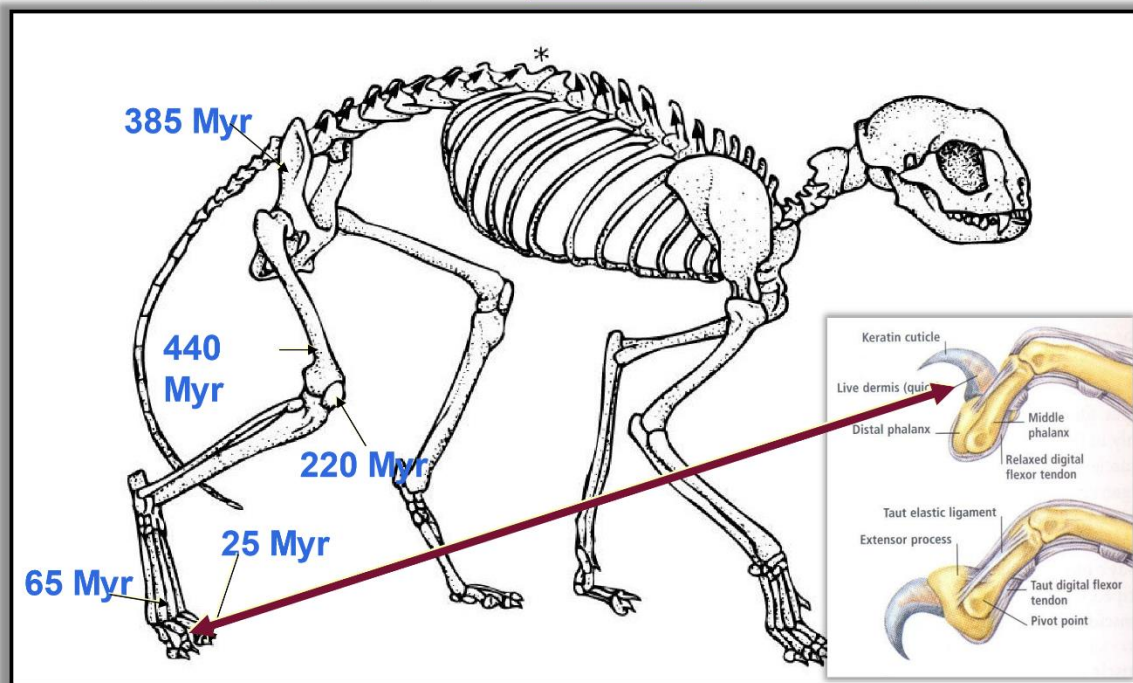 *
385 Myr
440
Myr
220 Myr
25 Myr
65 Myr
Keratin cuticle
Live dermis
Distal phalanx
Middle
phalanx
Relaxed digital
flexor tendon
Taut elastic ligament
Extensor process
Taut digital flexor
tendon
Pivot point